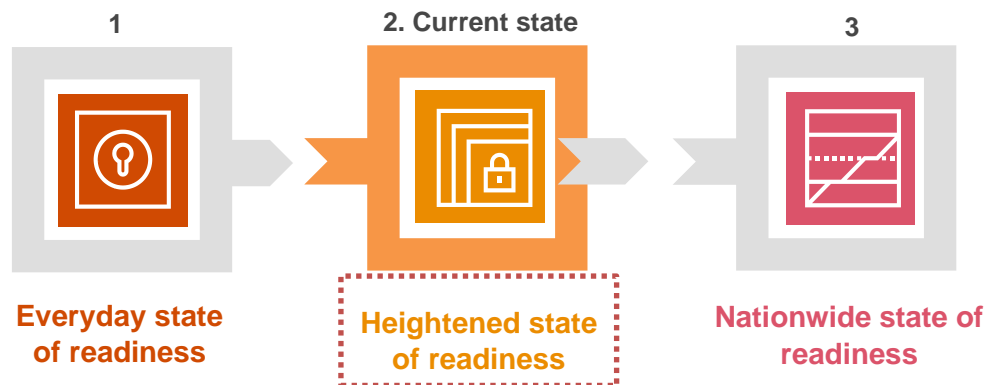 1
2. Current state
3
Everyday state
of readiness
Heightened state
of readiness
Nationwide state of
readiness